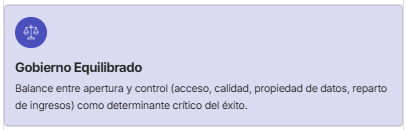 Gobierno Equilibrado
Balance entre apertura y control (acceso, calidad, propiedad de datos, reparto
de ingresos) como determinante crítico del éxito.